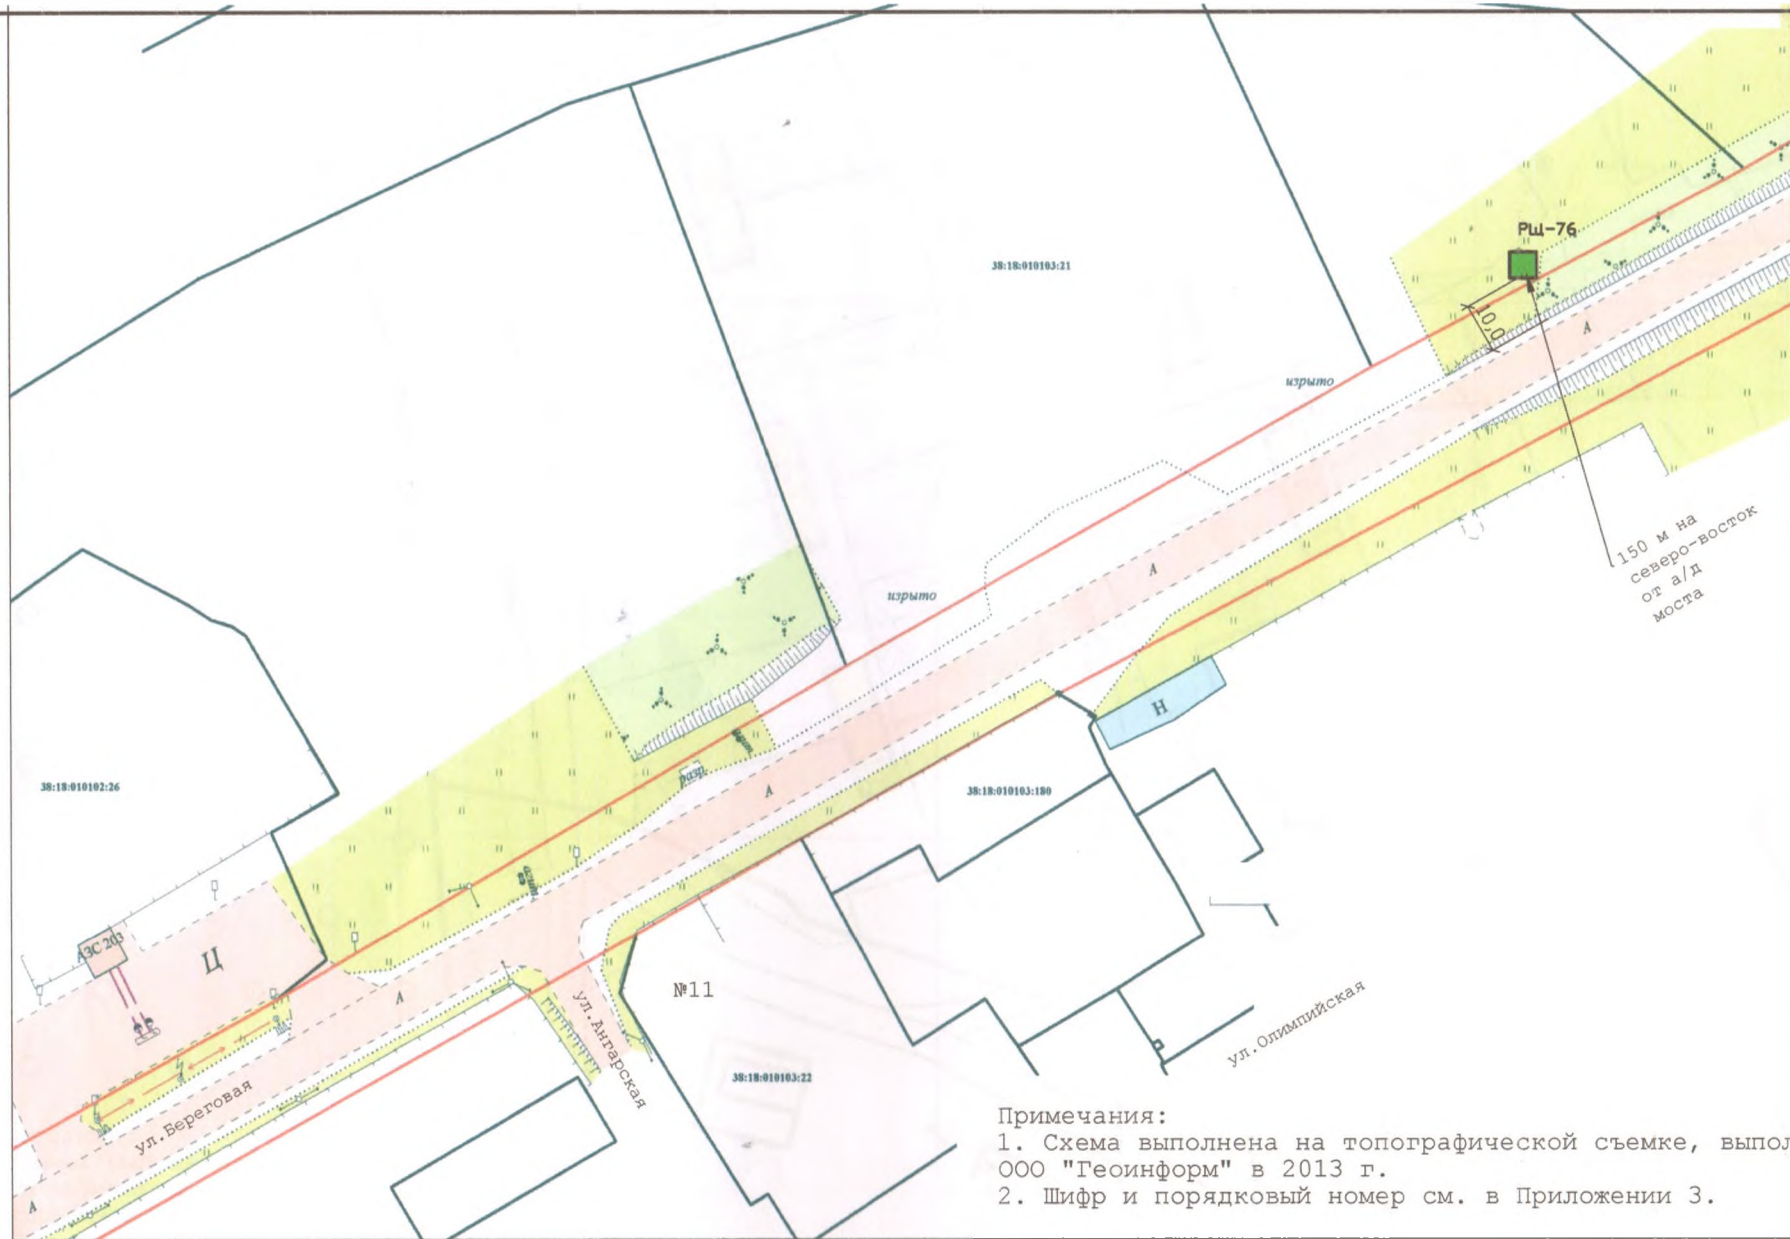 РЩ-76
38:18:010103:21
10,0
А
изрыто
150 м на
северо-восток
от а/д
моста
А
изрыто
Н
разр.
А
38:18:010102:26
38:18:010103:180
АЗС 203
Ц
А
№11
ул.Ангарская
ул.Олимпийская
38:18:010103:22
ул.Береговая
А
Примечания:
1. Схема выполнена на топографической съемке, выпол
ООО "Геоинформ" в 2013 г.
2. Шифр и порядковый номер см. в Приложении 3.